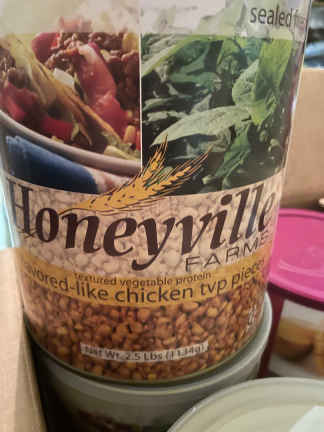 sealed
Honeyville
FARMS
textured vegetable protein
flavored-like chicken tvp pieces
Net Wt. 2.5 Lbs (1134g)